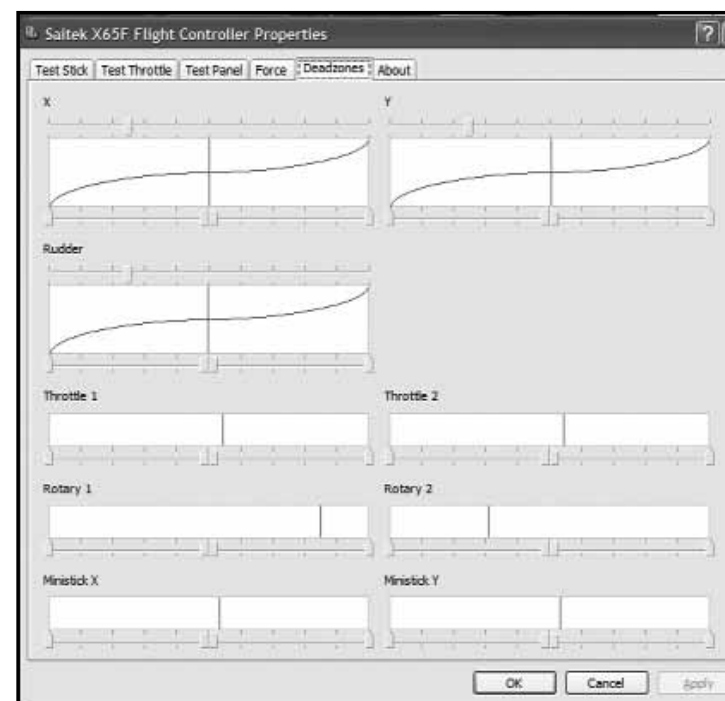 Saitek X65F Flight Controller Properties
?
Test Stick Test Throttle Test Panel Force Deadzones About
X Y
Rudder
Throttle 1 Throttle 2
Rotary 1 Rotary 2
Ministick X Ministick Y
OK Cancel Apply